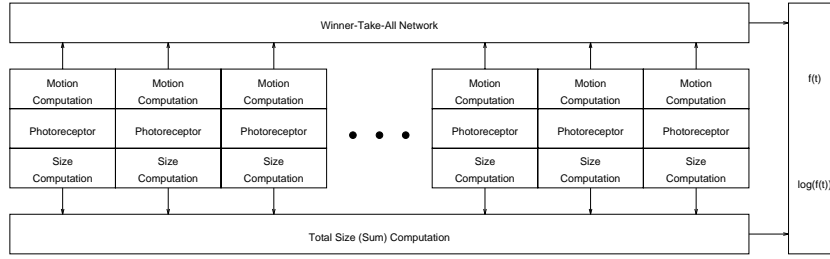 Winner-Take-All Network
Motion Motion Motion Motion Motion Motion
Computation Computation Computation Computation Computation Computation
f(t)
Photoreceptor Photoreceptor Photoreceptor Photoreceptor Photoreceptor Photoreceptor
Size Size Size Size Size Size
Computation Computation Computation Computation Computation Computation
log(f(t))
Total Size (Sum) Computation